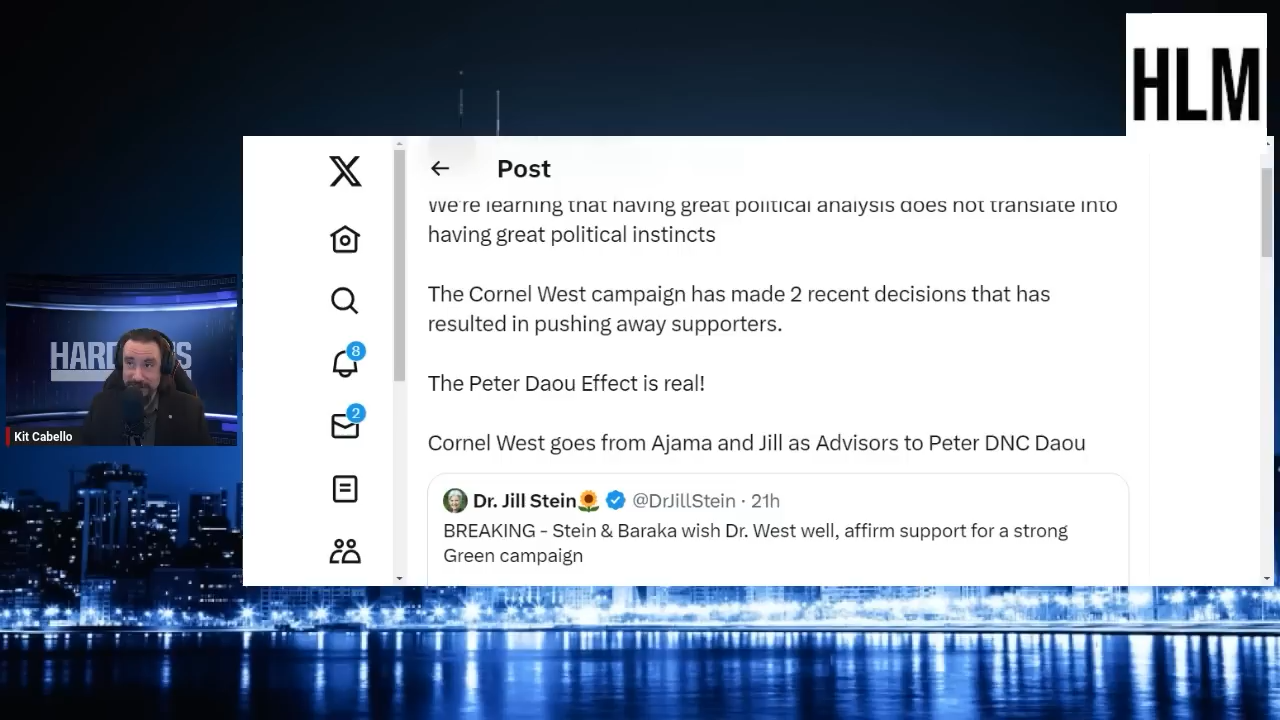 HLM
Post
We're learning that having great political analysis does not translate into
having great political instincts
The Cornel West campaign has made 2 recent decisions that has
resulted in pushing away supporters.
The Peter Daou Effect is real!
Cornel West goes from Ajama and Jill as Advisors to Peter DNC Daou
Dr. Jill Stein🌻 @DrJillStein · 21h
BREAKING - Stein & Baraka wish Dr. West well, affirm support for a strong
Green campaign
8
2
Kit Cabello